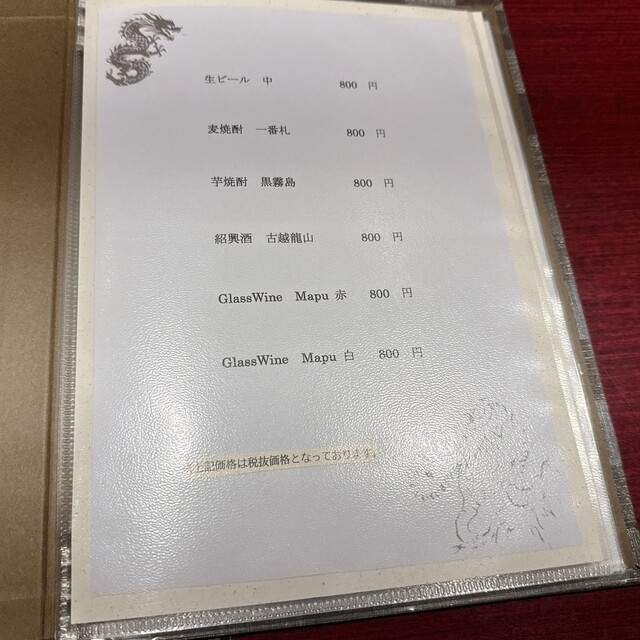 生ビール　中　800　円
麦焼酎　一番札　800　円
芋焼酎　黒霧島　800　円
紹興酒　古越龍山　800　円
GlassWine　Mapu 赤　800　円
GlassWine　Mapu 白　800　円
上記価格は税抜価格となっております。